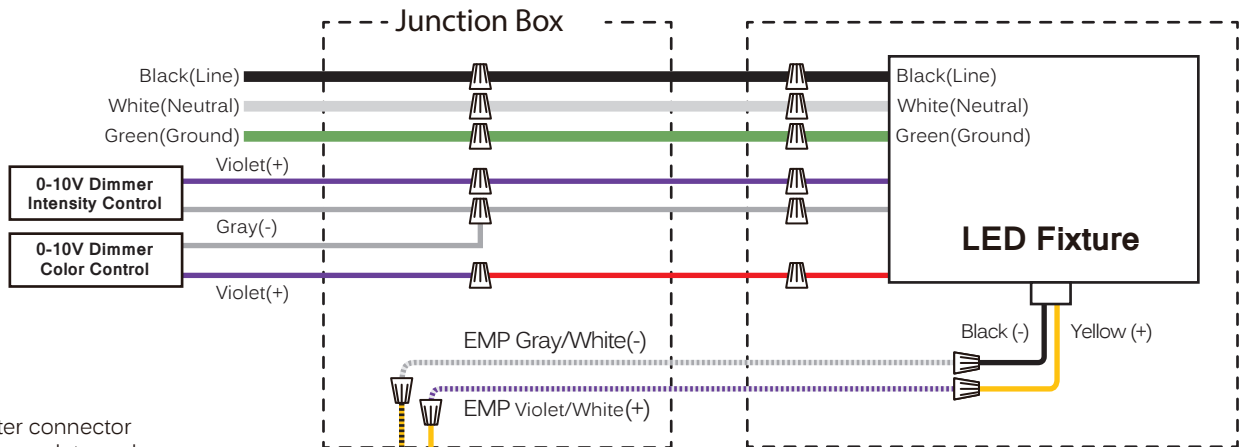 Junction Box
Black(Line)
White(Neutral)
Green(Ground)
Black(Line)
White(Neutral)
Green(Ground)
Violet(+)
0-10V Dimmer
Intensity Control
Gray(-)
0-10V Dimmer
Color Control
Violet(+)
LED Fixture
Black (-)
Yellow (+)
EMP Gray/White(-)
EMP Violet/White(+)
ter connector